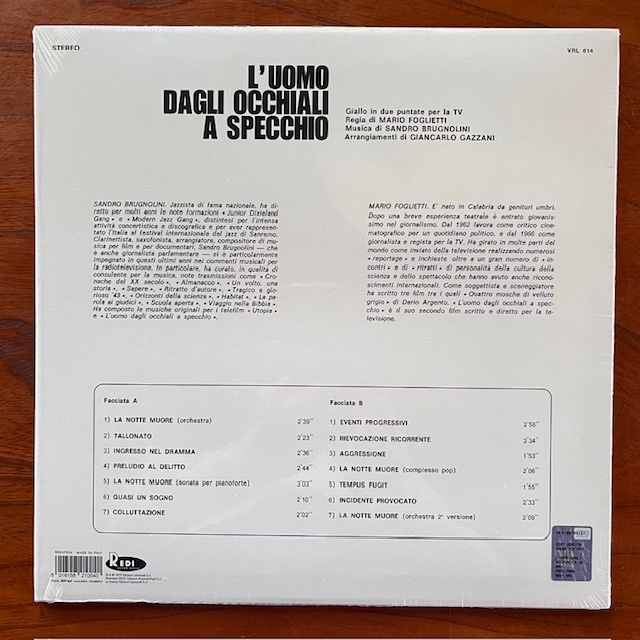 STEREO
VRL 614
L'UOMO
DAGLI OCCHIALI
A SPECCHIO
Giallo in due puntate per la TV
Regia di MARIO FOGLIETTI
Musica di SANDRO BRUGNOLINI
Arrangiamenti di GIANCARLO GAZZANI
SANDRO BRUGNOLINI. Jazzista di fama nazionale, ha di-
retto per molti anni le note formazioni « Junior Dixieland
Gang » e « Modern Jazz Gang », distintesi per l'intensa
attività concertistica e discografica e per aver rappresen-
tato l'Italia ai festival internazionale del jazz di Sanremo.
Clarinettista, saxofonista, arrangiatore, compositore di mu-
sica per film e per documentari, Sandro Brugnolini — che
è anche giornalista parlamentare — si è particolarmente
impegnato in questi ultimi anni nei commenti musicali per
la radiotelevisione. In particolare, ha curato, in qualità di
consulente per la musica, note trasmissioni come « Cro-
nache del XX secolo », « Almanacco », « Un volto, una
storia », « Sapere », « Ritratto d'autore », « Tragico e glo-
rioso '43 », « Orizzonti della scienza », « Habitat », « La pa-
rola ai giudici », « Scuola aperta », « Viaggio nella Bibbia ».
Ha composto le musiche originali per i telefilm « Utopia »
e « L'uomo dagli occhiali a specchio ».
MARIO FOGLIETTI. E' nato in Calabria da genitori umbri.
Dopo una breve esperienza teatrale è entrato giovanis-
simo nel giornalismo. Dal 1962 lavora come critico cine-
matografico per un quotidiano politico, e dal 1966 come
giornalista e regista per la TV. Ha girato in molte parti del
mondo come inviato della televisione realizzando numerosi
« reportage » e inchieste oltre a un gran numero di « in-
contri » e di « ritratti » di personalità della cultura della
scienza e dello spettacolo che hanno avuto anche ricono-
scimenti internazionali. Come soggettista e sceneggiatore
ha scritto tre film tra i quali « Quattro mosche di velluto
grigio » di Dario Argento. « L'uomo dagli occhiali a spec-
chio » è il suo secondo film scritto e diretto per la te-
levisione.
Facciata A
1) LA NOTTE MUORE (orchestra) 2'39"
2) TALLONATO 2'23"
3) INGRESSO NEL DRAMMA 2'36"
4) PRELUDIO AL DELITTO 2'44"
5) LA NOTTE MUORE (sonata per pianoforte) 3'03"
6) QUASI UN SOGNO 2'10"
7) COLLUTTAZIONE 2'02"
Facciata B
1) EVENTI PROGRESSIVI 2'58"
2) RIEVOCAZIONE RICORRENTE 3'34"
3) AGGRESSIONE 1'53"
4) LA NOTTE MUORE (complesso pop) 2'06"
5) TEMPUS FUGIT 1'55"
6) INCIDENTE PROVOCATO 2'33"
7) LA NOTTE MUORE (orchestra 2ª versione) 2'09"
MADE IN ITALY
8 016158 210040
REDI